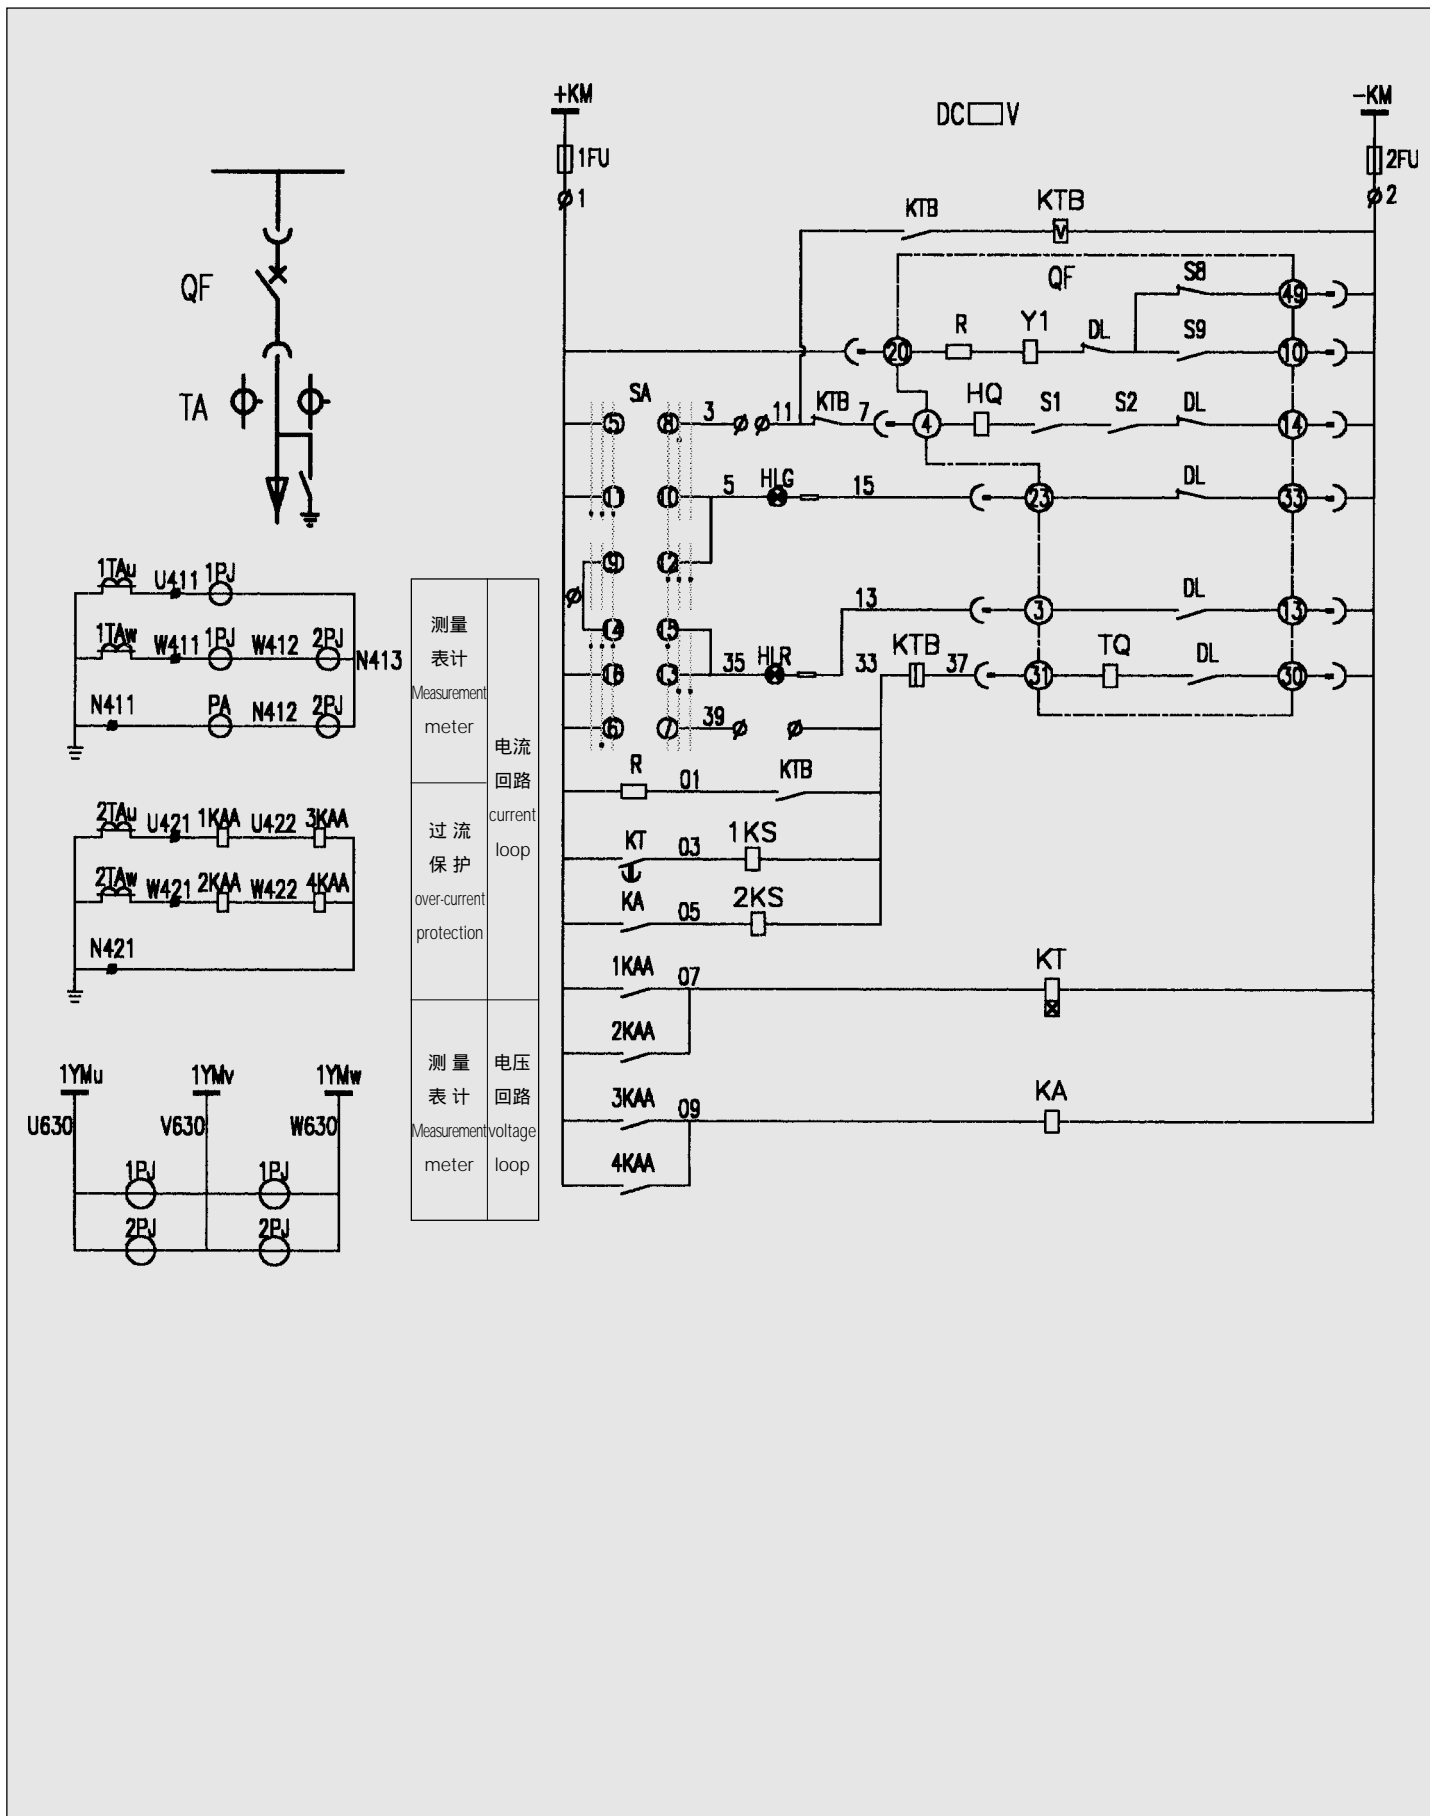 +KM
DC V
-KM
1FU
2FU
1
2
KTB
KTB
QF
QF
S8
49
R
Y1
DL
S9
20
10
TA
SA
5
8
3
11
KTB
7
4
HQ
S1
S2
DL
14
11
10
5
HLG
15
23
DL
33
9
12
1TAu
U411
1PJ
13
3
DL
13
14
15
1TAw
W411
1PJ
W412
2PJ
N413
16
13
35
HLR
33
KTB
37
31
TQ
DL
30
N411
PA
N412
2PJ
6
7
39
测量
表计
Measurement
meter
电流
回路
current
loop
过流
保护
over-current
protection
测量
表计
Measurement
meter
电压
回路
voltage
loop
R
01
KTB
2TAu
U421
1KAA
U422
3KAA
KT
03
1KS
2TAw
W421
2KAA
W422
4KAA
KA
05
2KS
N421
1KAA
07
KT
2KAA
1YMu
1YMv
1YMw
3KAA
09
KA
U630
V630
W630
4KAA
1PJ
1PJ
2PJ
2PJ